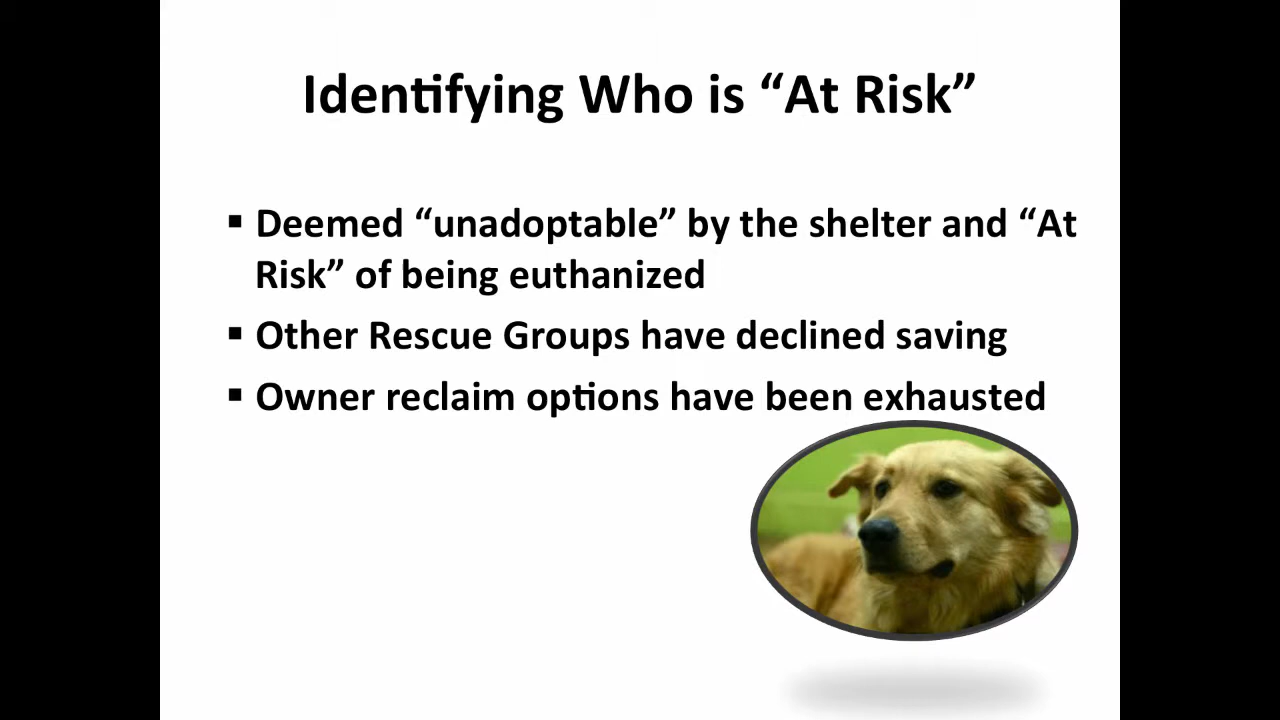 Identifying Who is “At Risk”
▪ Deemed “unadoptable” by the shelter and “At
Risk” of being euthanized
▪ Other Rescue Groups have declined saving
▪ Owner reclaim options have been exhausted